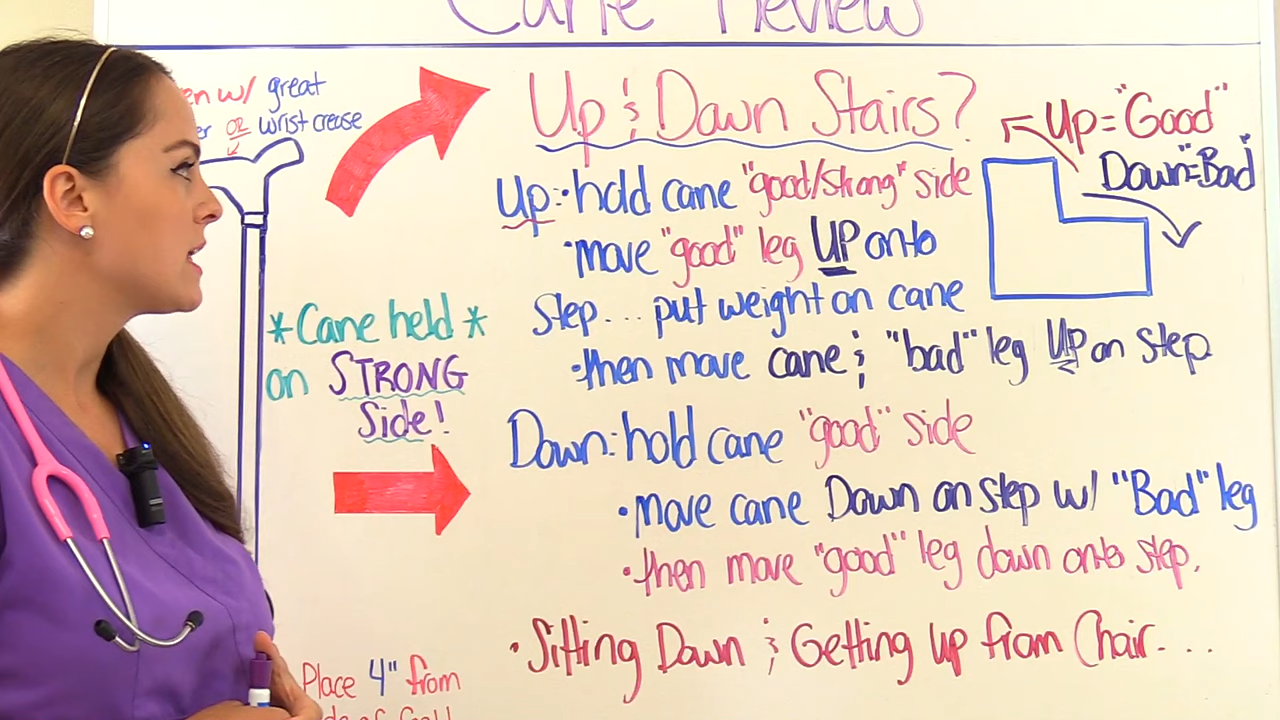 Cane Review
w/ great
OR wrist crease
*Cane held*
on STRONG
Side!
Place 4" from
Up & Down Stairs?
Up: • hold cane "good/strong" side
• move "good" leg UP onto
step... put weight on cane
• then move cane & "bad" leg UP on step
Down: hold cane "good" side
• move cane Down on step w/ "Bad" leg
• then move "good" leg down onto step.
• Sitting Down & Getting up from Chair....
Up="Good"
Down="Bad"